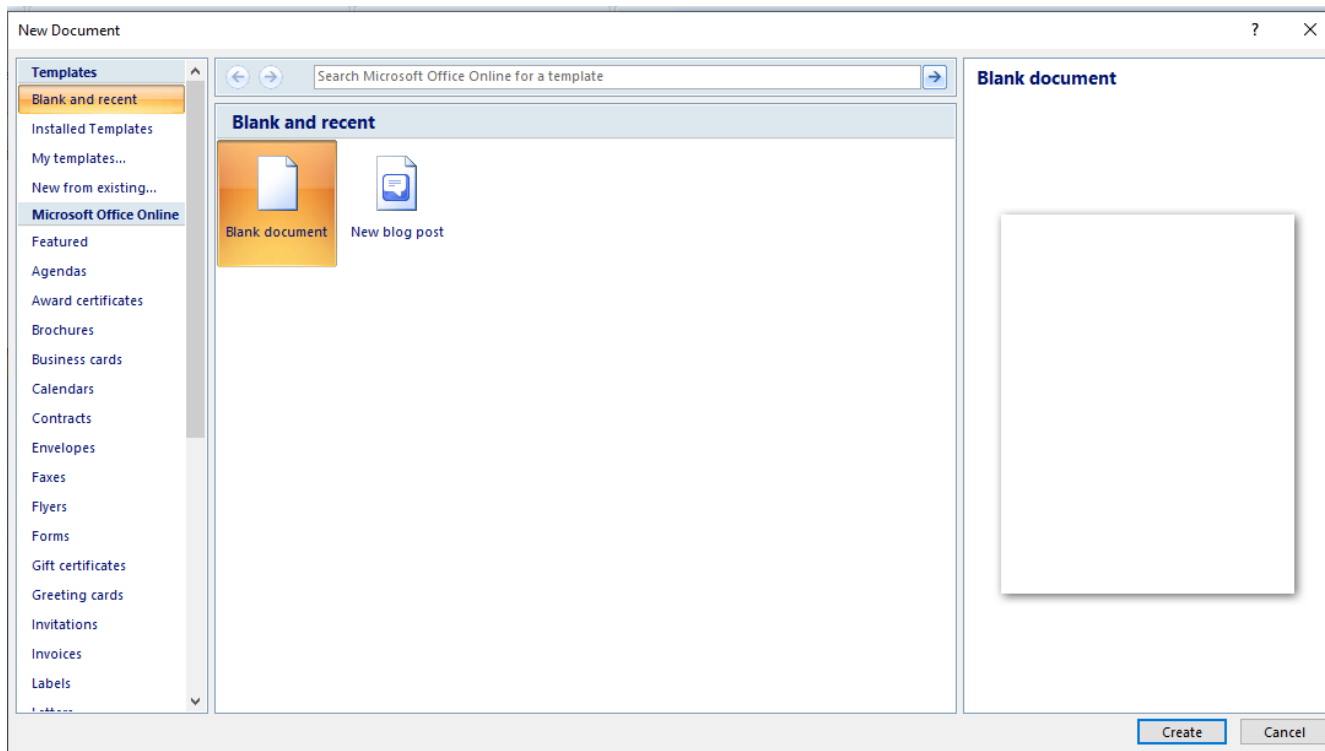 New Document
?
Templates
Blank and recent
Installed Templates
My templates...
New from existing...
Microsoft Office Online
Featured
Agendas
Award certificates
Brochures
Business cards
Calendars
Contracts
Envelopes
Faxes
Flyers
Forms
Gift certificates
Greeting cards
Invitations
Invoices
Labels
Search Microsoft Office Online for a template
Blank and recent
Blank document
New blog post
Blank document
Create
Cancel